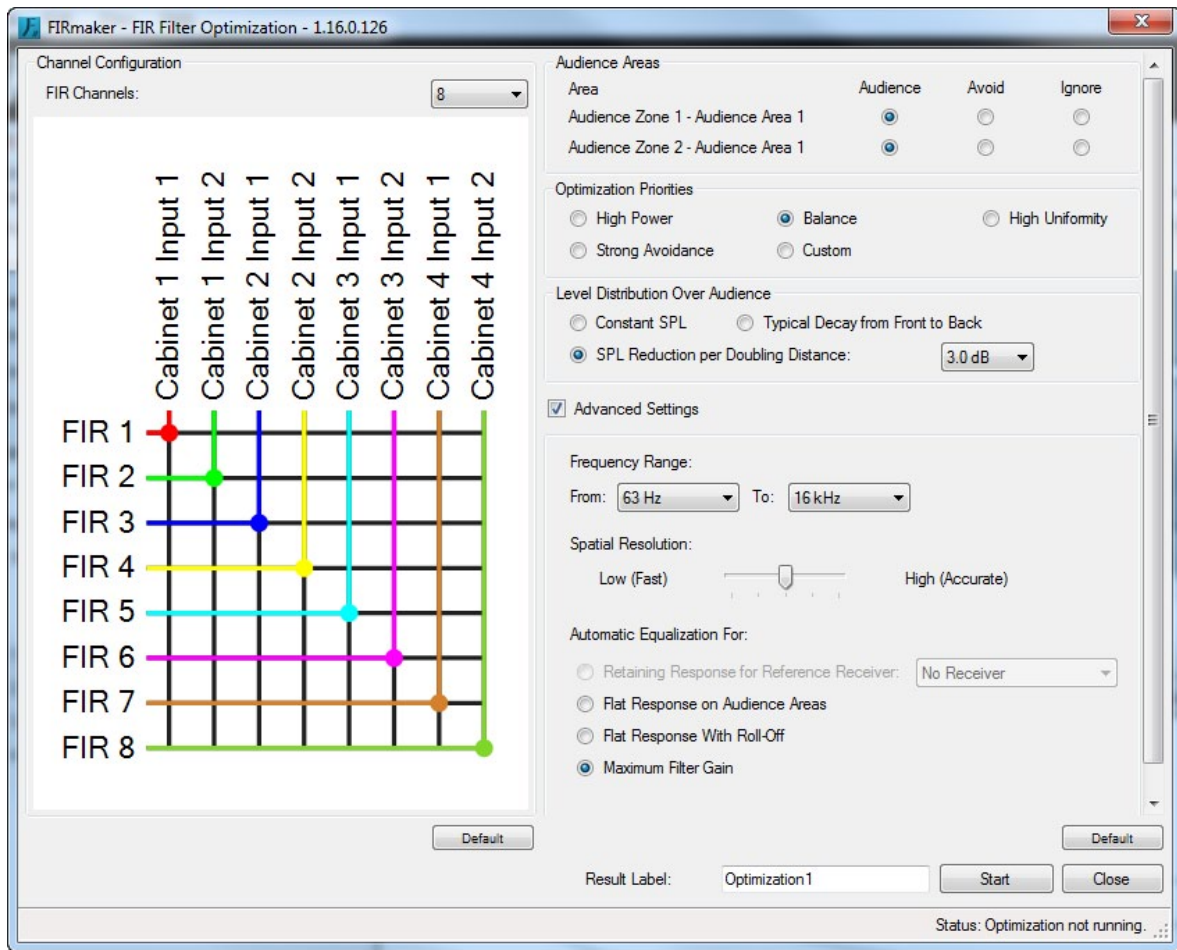 FIRmaker - FIR Filter Optimization - 1.16.0.126
Channel Configuration
FIR Channels: 8
Cabinet 1 Input 1
Cabinet 1 Input 2
Cabinet 2 Input 1
Cabinet 2 Input 2
Cabinet 3 Input 1
Cabinet 3 Input 2
Cabinet 4 Input 1
Cabinet 4 Input 2
FIR 1
FIR 2
FIR 3
FIR 4
FIR 5
FIR 6
FIR 7
FIR 8
Default
Audience Areas
Area Audience Avoid Ignore
Audience Zone 1 - Audience Area 1
Audience Zone 2 - Audience Area 1
Optimization Priorities
High Power Balance High Uniformity
Strong Avoidance Custom
Level Distribution Over Audience
Constant SPL Typical Decay from Front to Back
SPL Reduction per Doubling Distance: 3.0 dB
Advanced Settings
Frequency Range:
From: 63 Hz To: 16 kHz
Spatial Resolution:
Low (Fast) High (Accurate)
Automatic Equalization For:
Retaining Response for Reference Receiver: No Receiver
Flat Response on Audience Areas
Flat Response With Roll-Off
Maximum Filter Gain
Default
Result Label: Optimization1 Start Close
Status: Optimization not running.